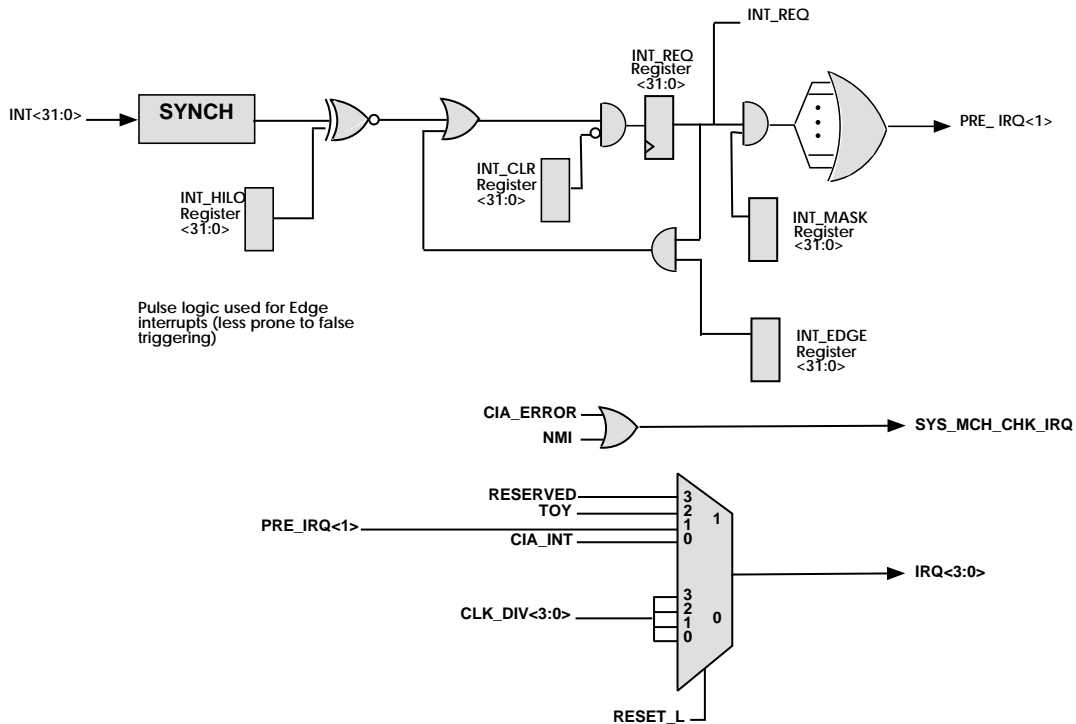 INT_REQ
INT_REQ
Register
<31:0>
INT<31:0>
SYNCH
PRE_ IRQ<1>
INT_CLR
Register
<31:0>
INT_HILO
Register
<31:0>
INT_MASK
Register
<31:0>
Pulse logic used for Edge
interrupts (less prone to false
triggering)
INT_EDGE
Register
<31:0>
CIA_ERROR
NMI
SYS_MCH_CHK_IRQ
RESERVED
TOY
PRE_IRQ<1>
CIA_INT
3
2
1
0
1
IRQ<3:0>
CLK_DIV<3:0>
3
2
1
0
0
RESET_L